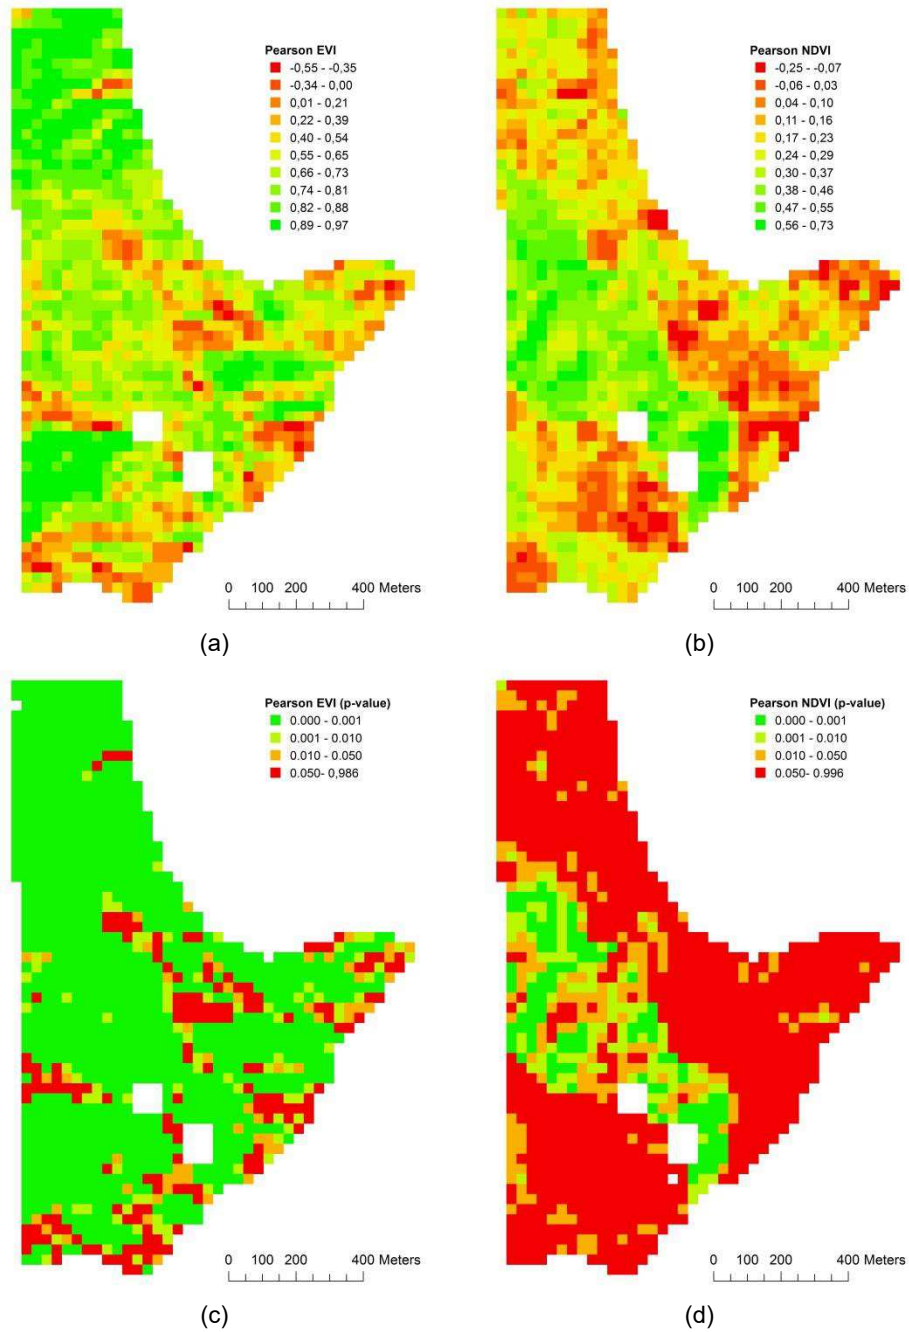 Pearson EVI
-0,55 - -0,35
-0,34 - 0,00
0,01 - 0,21
0,22 - 0,39
0,40 - 0,54
0,55 - 0,65
0,66 - 0,73
0,74 - 0,81
0,82 - 0,88
0,89 - 0,97
0 100 200 400 Meters
(a)
Pearson NDVI
-0,25 - -0,07
-0,06 - 0,03
0,04 - 0,10
0,11 - 0,16
0,17 - 0,23
0,24 - 0,29
0,30 - 0,37
0,38 - 0,46
0,47 - 0,55
0,56 - 0,73
0 100 200 400 Meters
(b)
Pearson EVI (p-value)
0.000 - 0.001
0.001 - 0.010
0.010 - 0.050
0.050- 0,986
0 100 200 400 Meters
(c)
Pearson NDVI (p-value)
0.000 - 0.001
0.001 - 0.010
0.010 - 0.050
0.050- 0.996
0 100 200 400 Meters
(d)